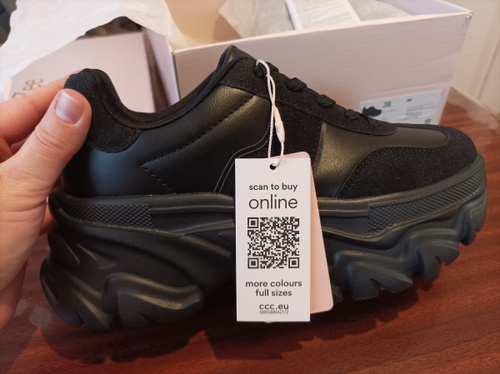 scan to buy
online
more colours
full sizes
ccc.eu